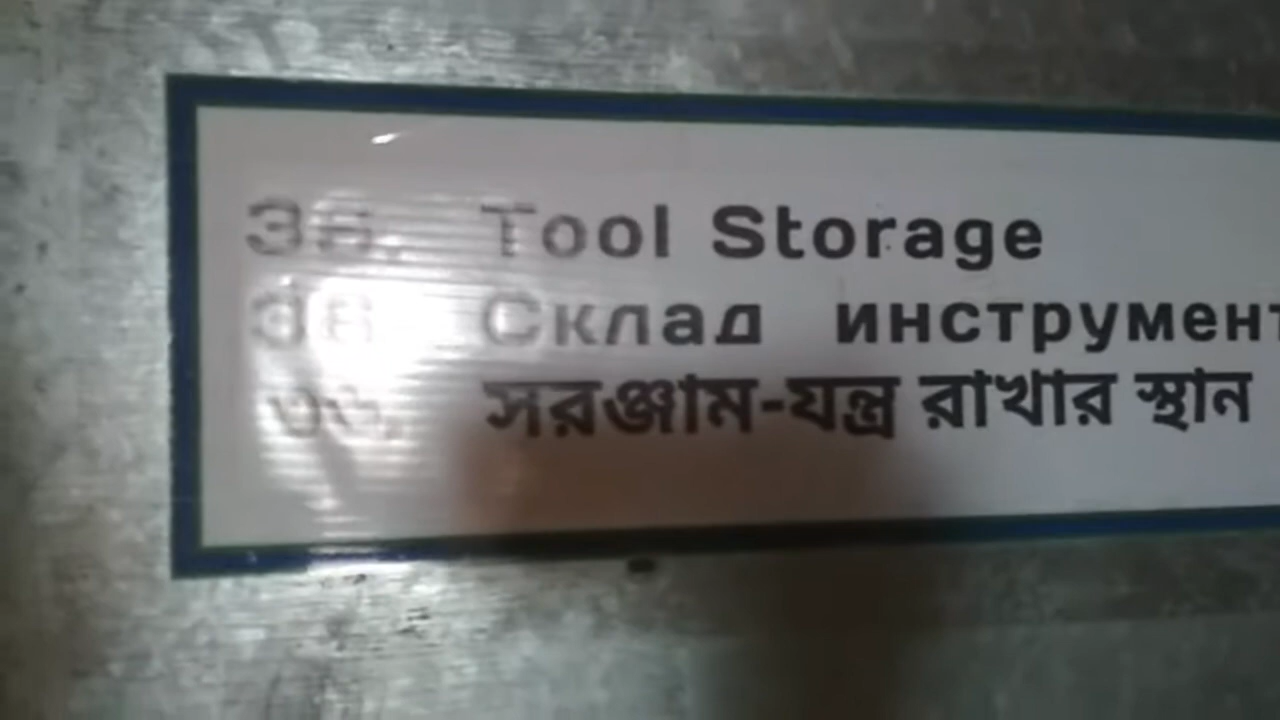 36. Tool Storage
36. Склад инструмент
৩৬. সরঞ্জাম-যন্ত্র রাখার স্থান